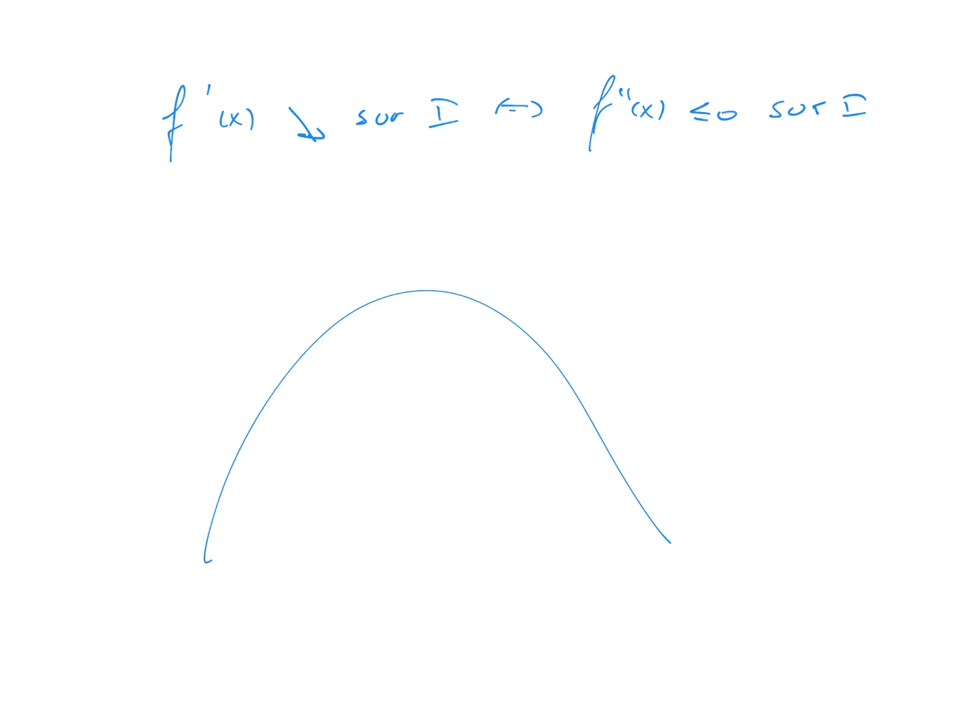 f'(x) ↘ sur I ↔ f"(x) ≤0 sur I